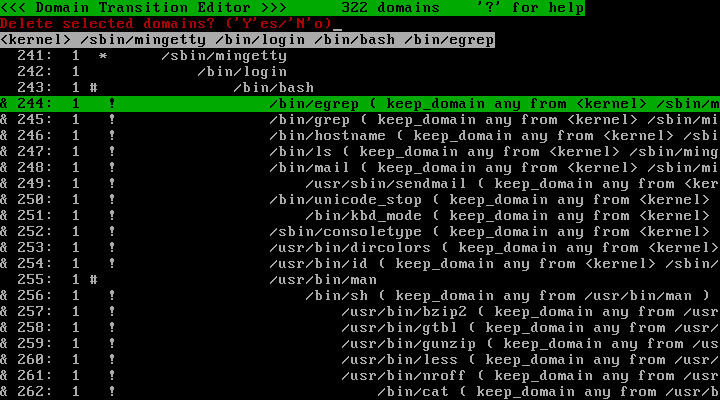 <<< Domain Transition Editor >>>      322 domains    '?' for help
Delete selected domains? ('Y'es/'N'o)_
<kernel> /sbin/mingetty /bin/login /bin/bash /bin/egrep
  241:  1  *      /sbin/mingetty
  242:  1             /bin/login
  243:  1 #               /bin/bash
& 244:  1   !                 /bin/egrep ( keep_domain any from <kernel> /sbin/m
& 245:  1   !                 /bin/grep ( keep_domain any from <kernel> /sbin/mi
& 246:  1   !                 /bin/hostname ( keep_domain any from <kernel> /sbi
& 247:  1   !                 /bin/ls ( keep_domain any from <kernel> /sbin/ming
& 248:  1   !                 /bin/mail ( keep_domain any from <kernel> /sbin/mi
& 249:  1   !                     /usr/sbin/sendmail ( keep_domain any from <ker
& 250:  1   !                 /bin/unicode_stop ( keep_domain any from <kernel>
& 251:  1   !                     /bin/kbd_mode ( keep_domain any from <kernel>
& 252:  1   !                 /sbin/consoletype ( keep_domain any from <kernel>
& 253:  1   !                 /usr/bin/dircolors ( keep_domain any from <kernel>
& 254:  1   !                 /usr/bin/id ( keep_domain any from <kernel> /sbin/
  255:  1 #                   /usr/bin/man
& 256:  1   !                     /bin/sh ( keep_domain any from /usr/bin/man )
& 257:  1   !                         /usr/bin/bzip2 ( keep_domain any from /usr
& 258:  1   !                         /usr/bin/gtbl ( keep_domain any from /usr/
& 259:  1   !                         /usr/bin/gunzip ( keep_domain any from /us
& 260:  1   !                         /usr/bin/less ( keep_domain any from /usr/
& 261:  1   !                         /usr/bin/nroff ( keep_domain any from /usr
& 262:  1   !                             /bin/cat ( keep_domain any from /usr/b